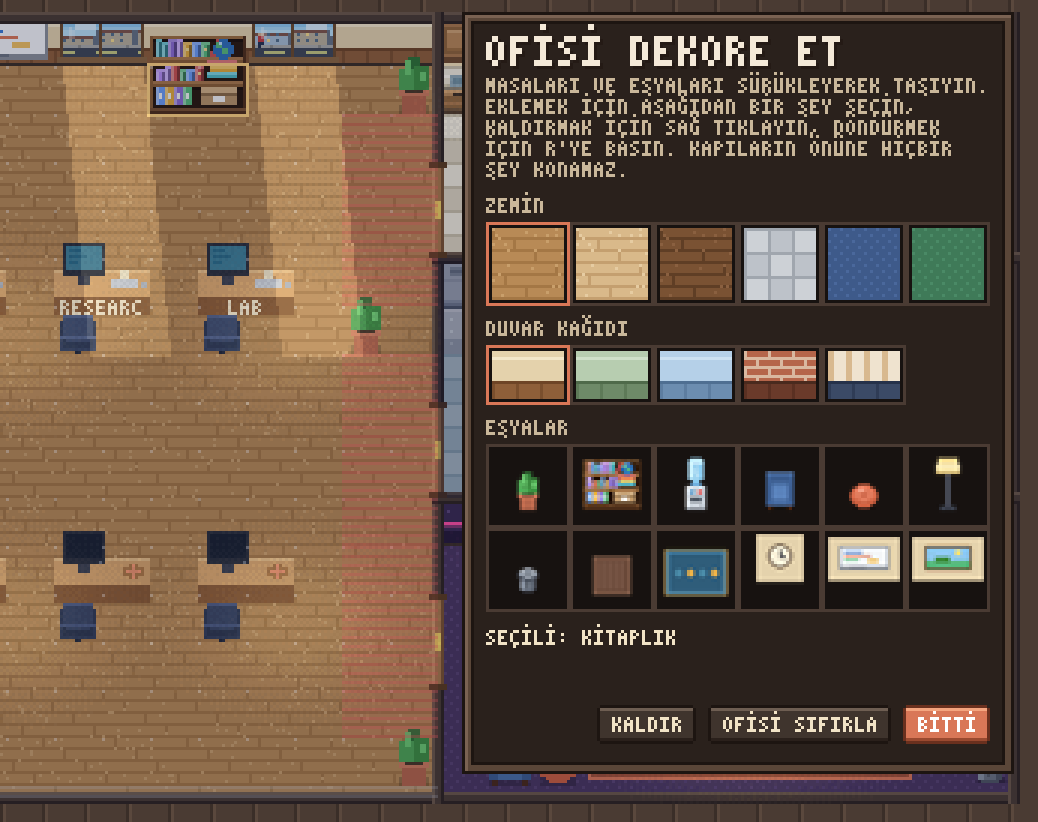 OFİSİ DEKORE ET
MASALARI VE EŞYALARI SÜRÜKLEYEREK TAŞIYIN.
EKLEMEK İÇİN AŞAĞIDAN BİR ŞEY SEÇİN,
KALDIRMAK İÇİN SAĞ TIKLAYIN, DÖNDÜRMEK
İÇİN R'YE BASIN. KAPILARIN ÖNÜNE HİÇBİR
ŞEY KONAMAZ.
ZEMİN
DUVAR KAĞIDI
EŞYALAR
SEÇİLİ: KİTAPLIK
KALDIR
OFİSİ SIFIRLA
BİTTİ
RESEARC
LAB